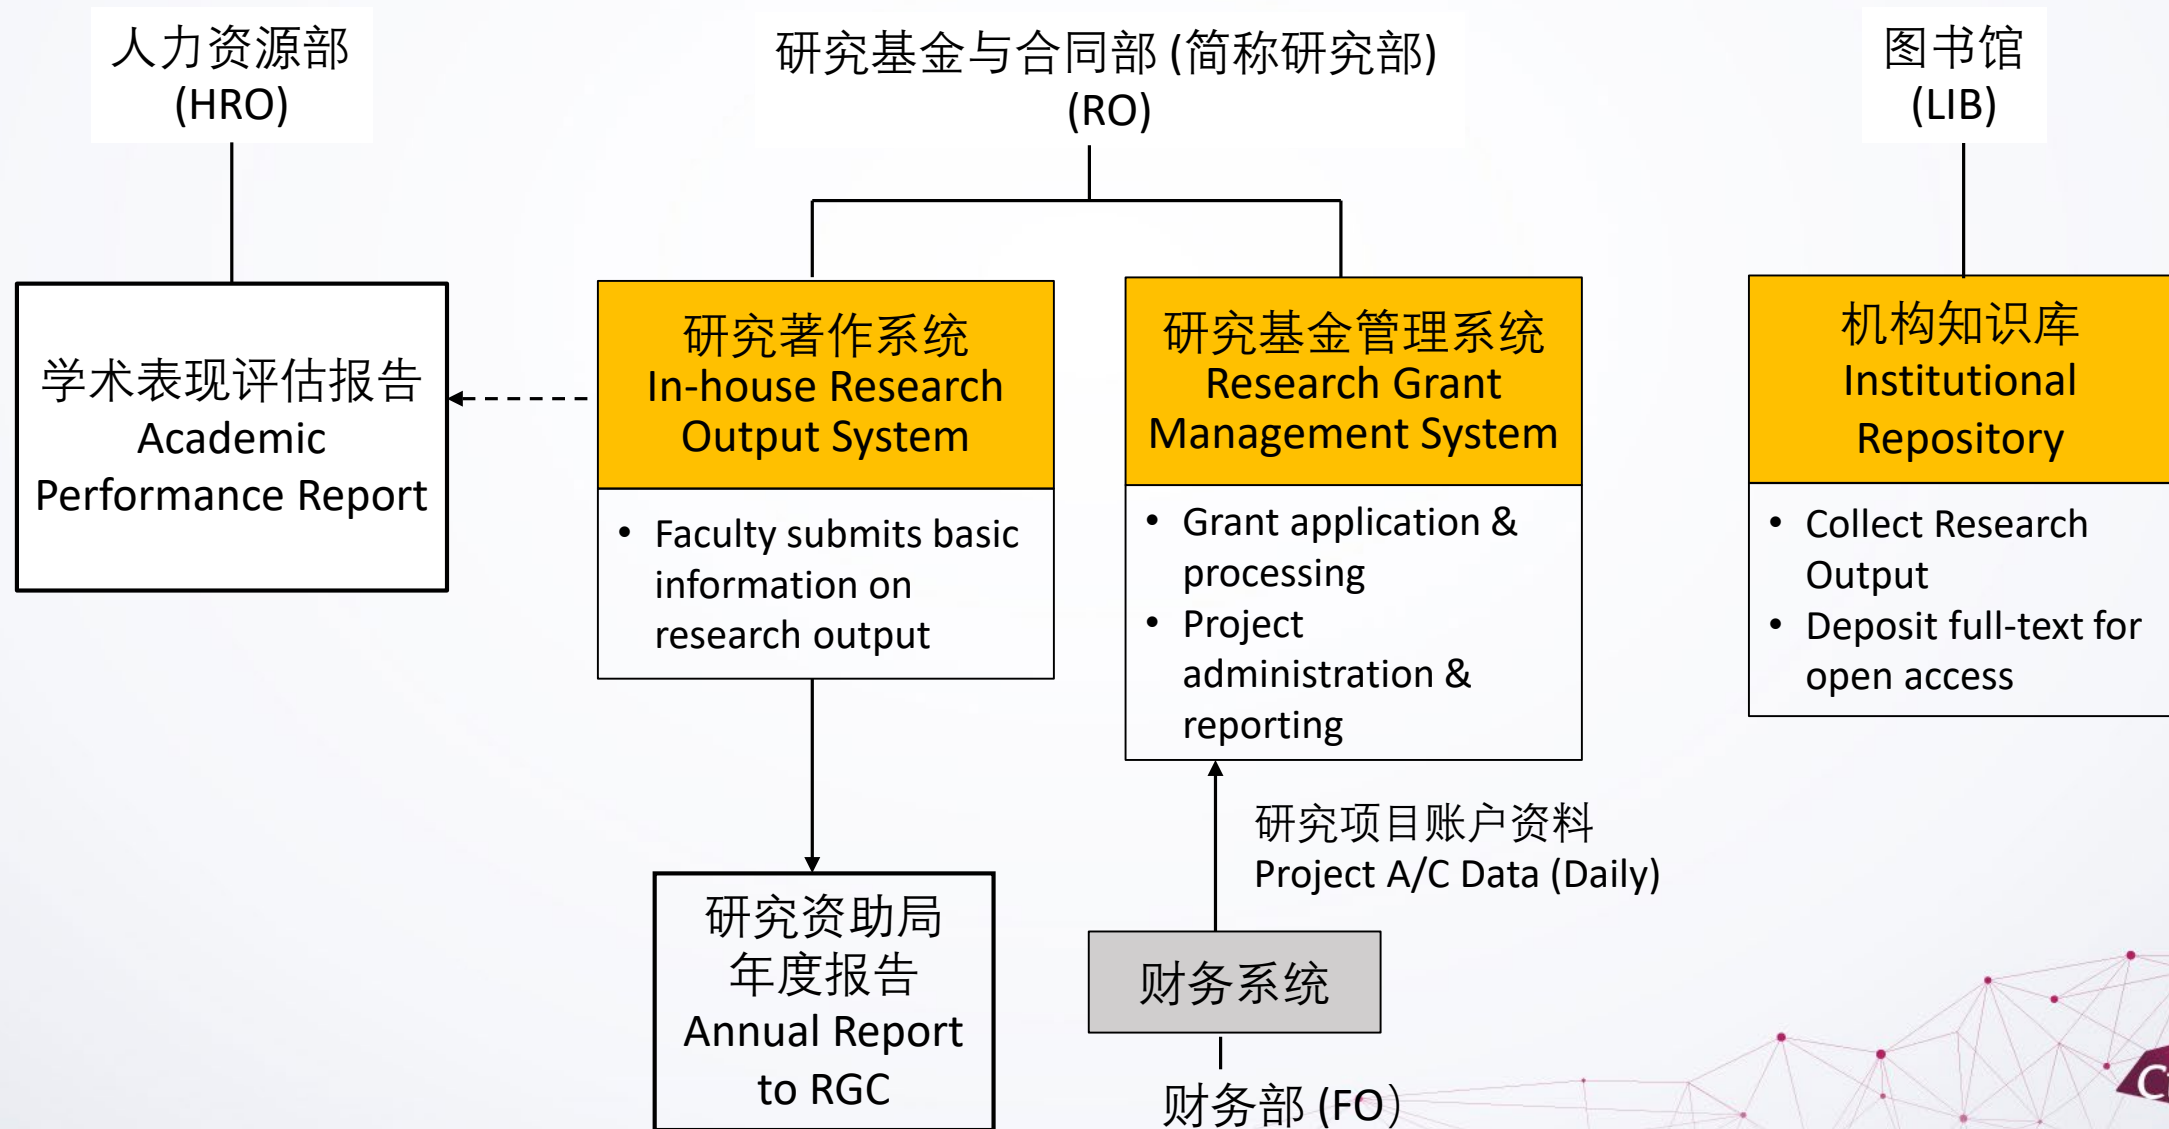 人力资源部
(HRO)
研究基金与合同部 (简称研究部)
(RO)
图书馆
(LIB)
学术表现评估报告
Academic
Performance Report
研究著作系统
In-house Research
Output System
• Faculty submits basic
information on
research output
研究基金管理系统
Research Grant
Management System
• Grant application &
processing
• Project
administration &
reporting
机构知识库
Institutional
Repository
• Collect Research
Output
• Deposit full-text for
open access
研究项目账户资料
Project A/C Data (Daily)
研究资助局
年度报告
Annual Report
to RGC
财务系统
财务部 (FO）